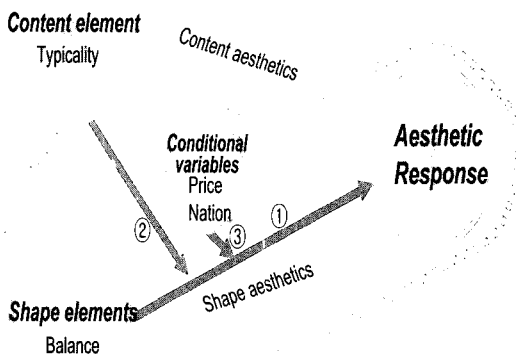 Content element
Typicality
Content aesthetics
Conditional
variables
Price
Nation
Aesthetic
Response
①
②
③
Shape aesthetics
Shape elements
Balance